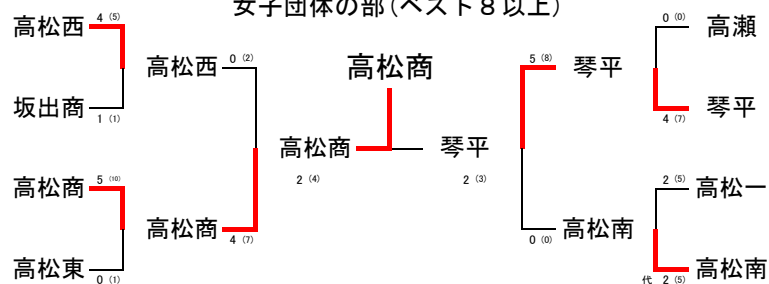 女子団体の部(ベスト８以上)
高松西 4 (5)
坂出商 1 (1)
高松商 5 (10)
高松東 0 (1)
高松西 0 (2)
高松商 4 (7)
高松商
高松商 2 (4)
琴平 2 (3)
5 (8) 琴平
0 (0) 高松南
0 (0) 高瀬
4 (7) 琴平
2 (5) 高松一
代 2 (5) 高松南